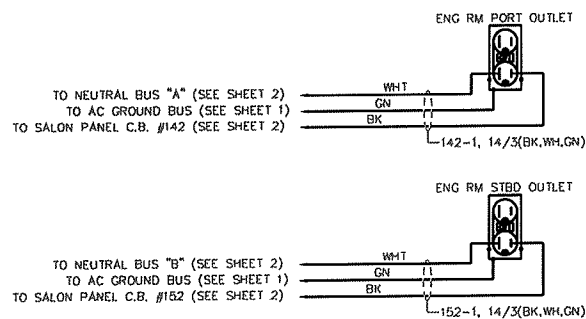 ENG RM PORT OUTLET
WHT
TO NEUTRAL BUS "A" (SEE SHEET 2)
GN
TO AC GROUND BUS (SEE SHEET 1)
BK
TO SALON PANEL C.B. #142 (SEE SHEET 2)
142-1, 14/3(BK,WH,GN)
ENG RM STBD OUTLET
WHT
TO NEUTRAL BUS "B" (SEE SHEET 2)
GN
TO AC GROUND BUS (SEE SHEET 1)
BK
TO SALON PANEL C.B. #152 (SEE SHEET 2)
152-1, 14/3(BK,WH,GN)